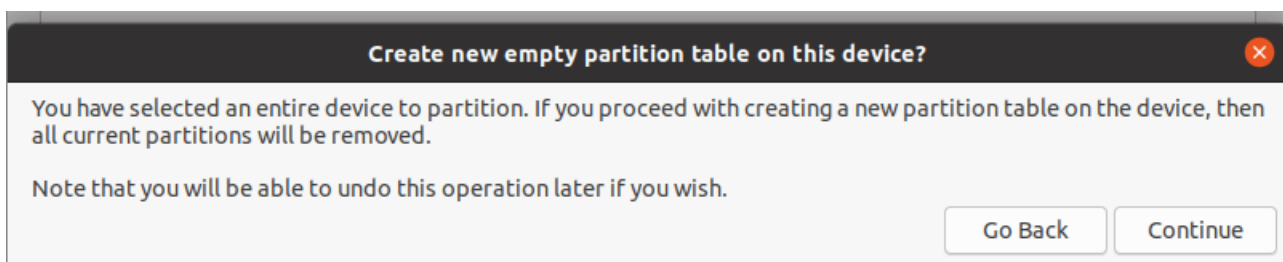 Create new empty partition table on this device?
You have selected an entire device to partition. If you proceed with creating a new partition table on the device, then
all current partitions will be removed.
Note that you will be able to undo this operation later if you wish.
Go Back
Continue